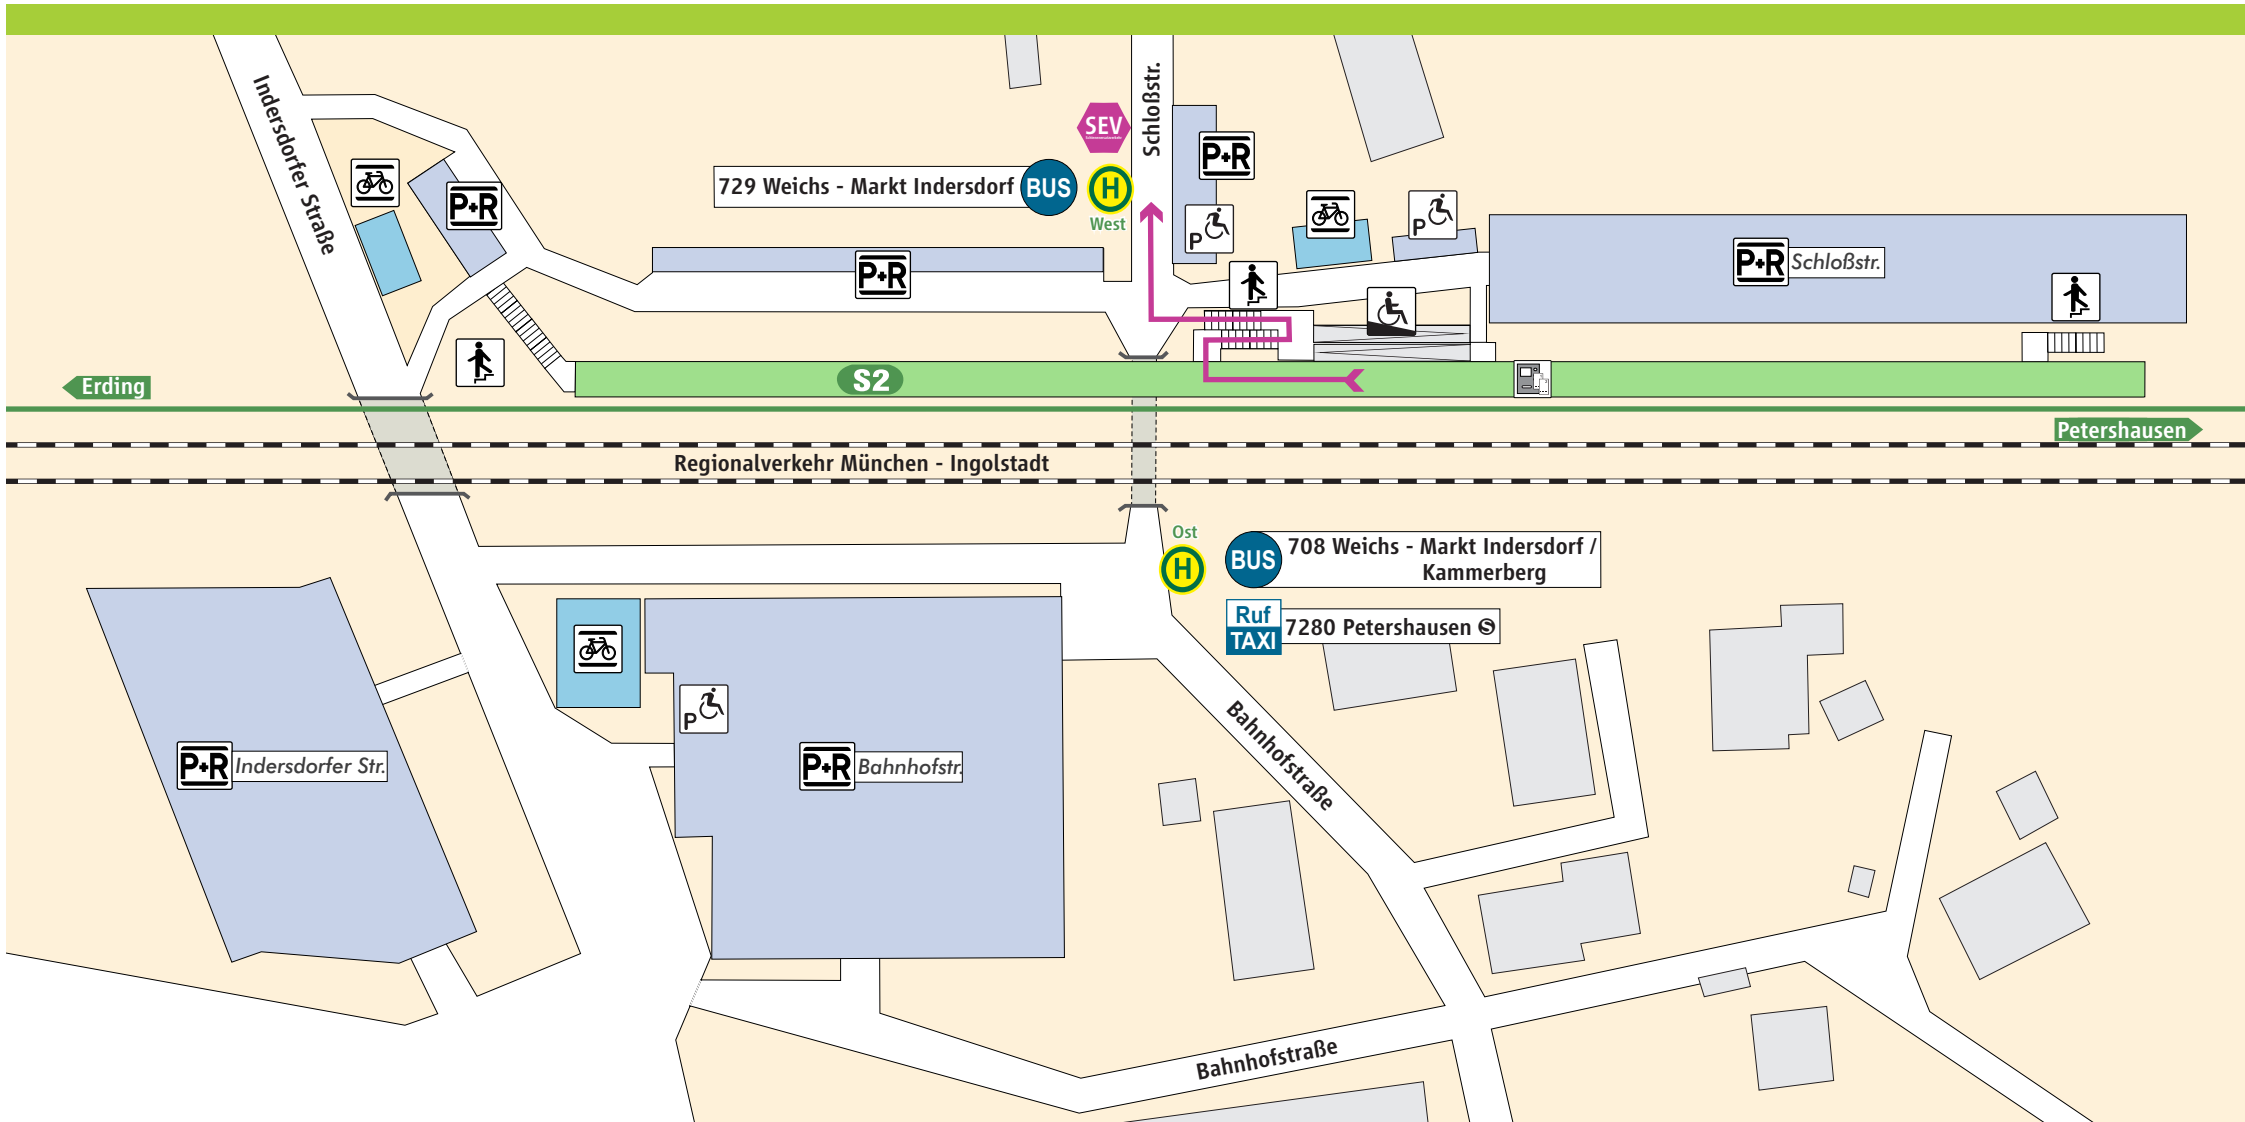 Indersdorfer Straße
Schloßstr.
SEV
729 Weichs - Markt Indersdorf
BUS
H
West
P+R
P+R
P+R
P
P
P+R Schloßstr.
Erding
S2
Petershausen
Regionalverkehr München - Ingolstadt
Ost
H
BUS
708 Weichs - Markt Indersdorf /
Kammerberg
Ruf
TAXI
7280 Petershausen S
P
P+R Indersdorfer Str.
P+R Bahnhofstr.
Bahnhofstraße
Bahnhofstraße